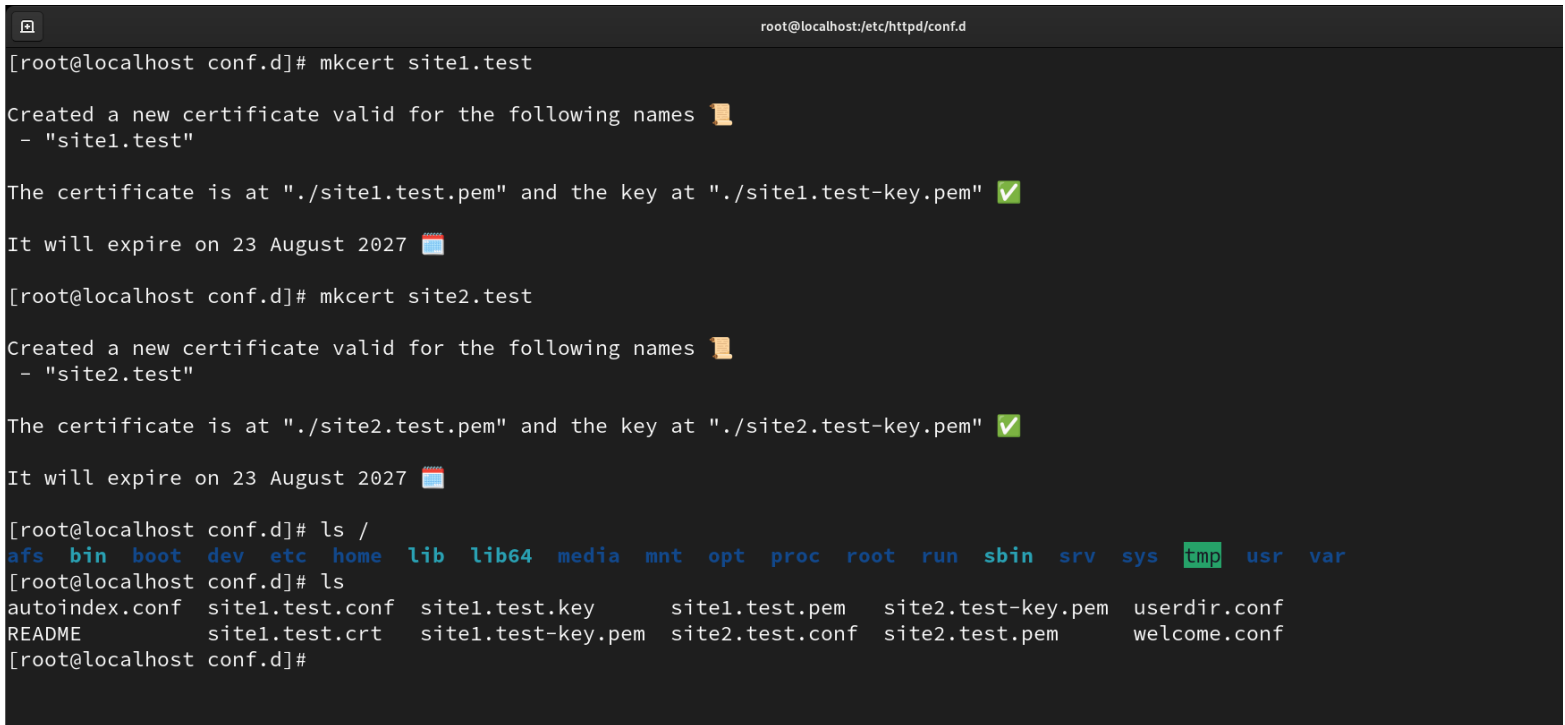 root@localhost:/etc/httpd/conf.d
[root@localhost conf.d]# mkcert site1.test
Created a new certificate valid for the following names 📜
- "site1.test"
The certificate is at "./site1.test.pem" and the key at "./site1.test-key.pem" ✅
It will expire on 23 August 2027 🗓
[root@localhost conf.d]# mkcert site2.test
Created a new certificate valid for the following names 📜
- "site2.test"
The certificate is at "./site2.test.pem" and the key at "./site2.test-key.pem" ✅
It will expire on 23 August 2027 🗓
[root@localhost conf.d]# ls /
afs  bin  boot  dev  etc  home  lib  lib64  media  mnt  opt  proc  root  run  sbin  srv  sys  tmp  usr  var
[root@localhost conf.d]# ls
autoindex.conf  site1.test.conf  site1.test.key      site1.test.pem   site2.test-key.pem  userdir.conf
README          site1.test.crt   site1.test-key.pem  site2.test.conf  site2.test.pem      welcome.conf
[root@localhost conf.d]#